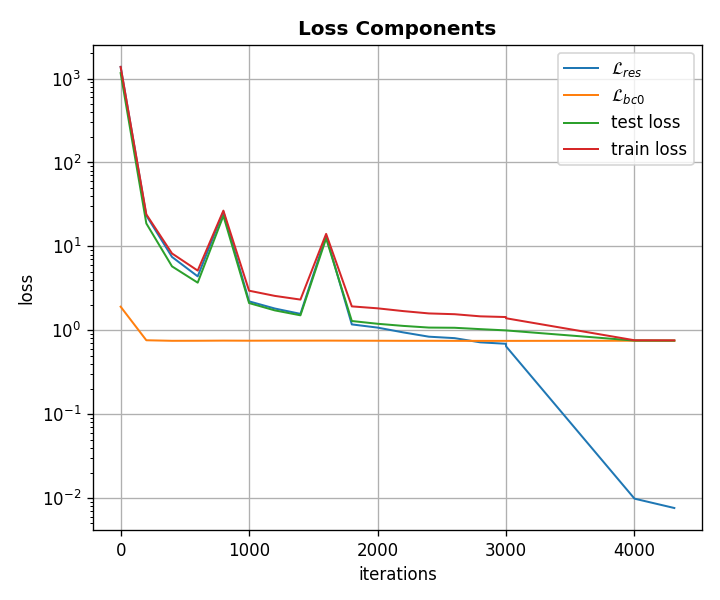 Loss Components
loss
10³
10²
10¹
10⁰
10⁻¹
10⁻²
ℒ_res
ℒ_bc0
test loss
train loss
0 1000 2000 3000 4000
iterations